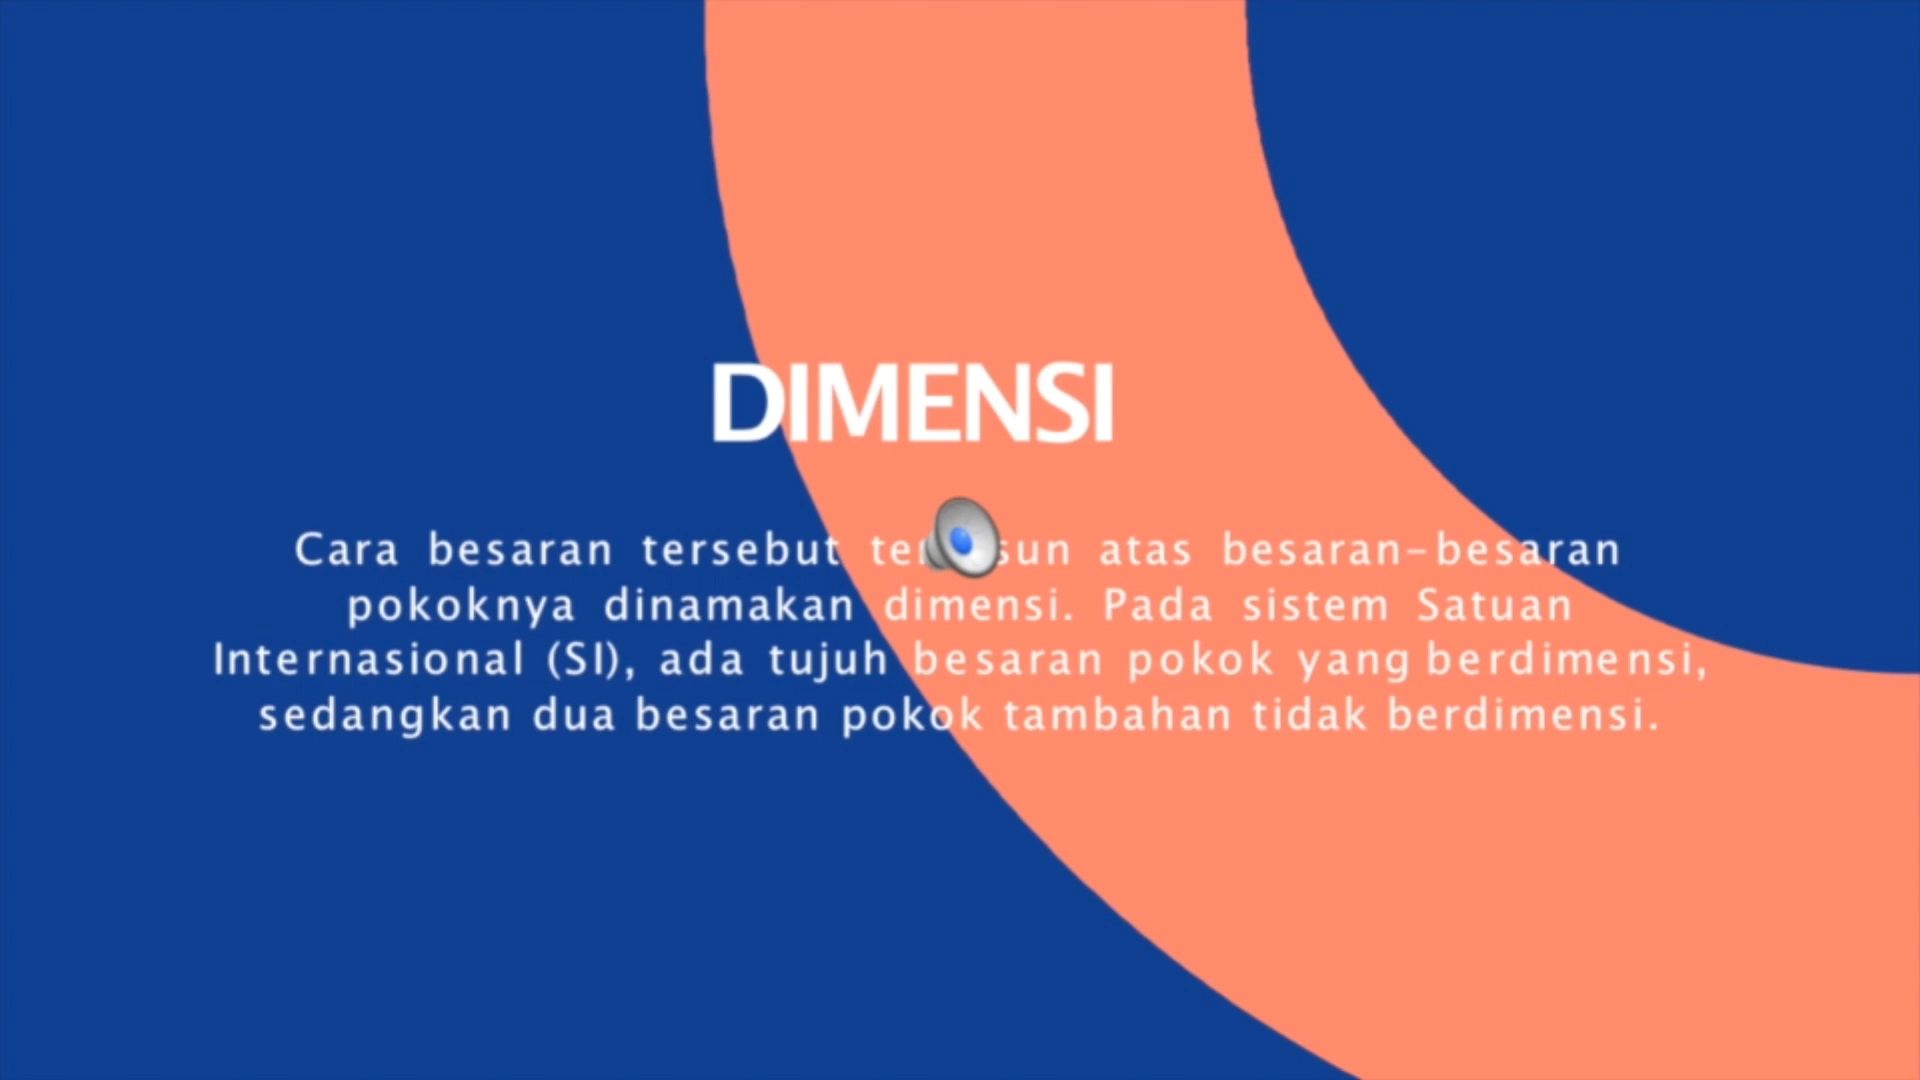 DIMENSI
Cara besaran tersebut atas besaran-besaran
pokoknya dinamakan dimensi. Pada sistem Satuan
Internasional (SI), ada tujuh besaran pokok yang berdimensi,
sedangkan dua besaran pokok tambahan tidak berdimensi.